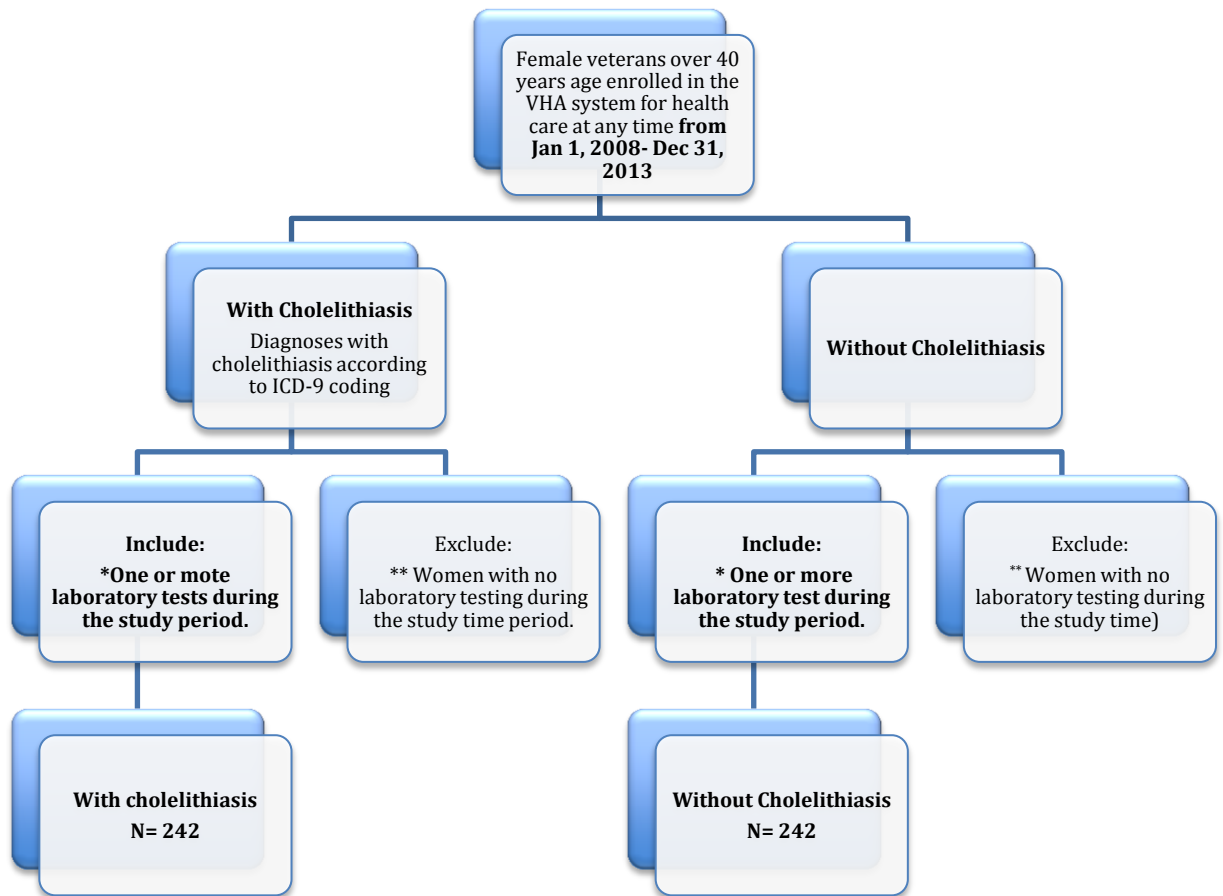 Female veterans over 40
years age enrolled in the
VHA system for health
care at any time from
Jan 1, 2008- Dec 31,
2013
With Cholelithiasis
Diagnoses with
cholelithiasis according
to ICD-9 coding
Without Cholelithiasis
Include:
*One or mote
laboratory tests during
the study period.
Exclude:
** Women with no
laboratory testing during
the study time period.
Include:
* One or more
laboratory test during
the study period.
Exclude:
** Women with no
laboratory testing during
the study time)
With cholelithiasis
N= 242
Without Cholelithiasis
N= 242